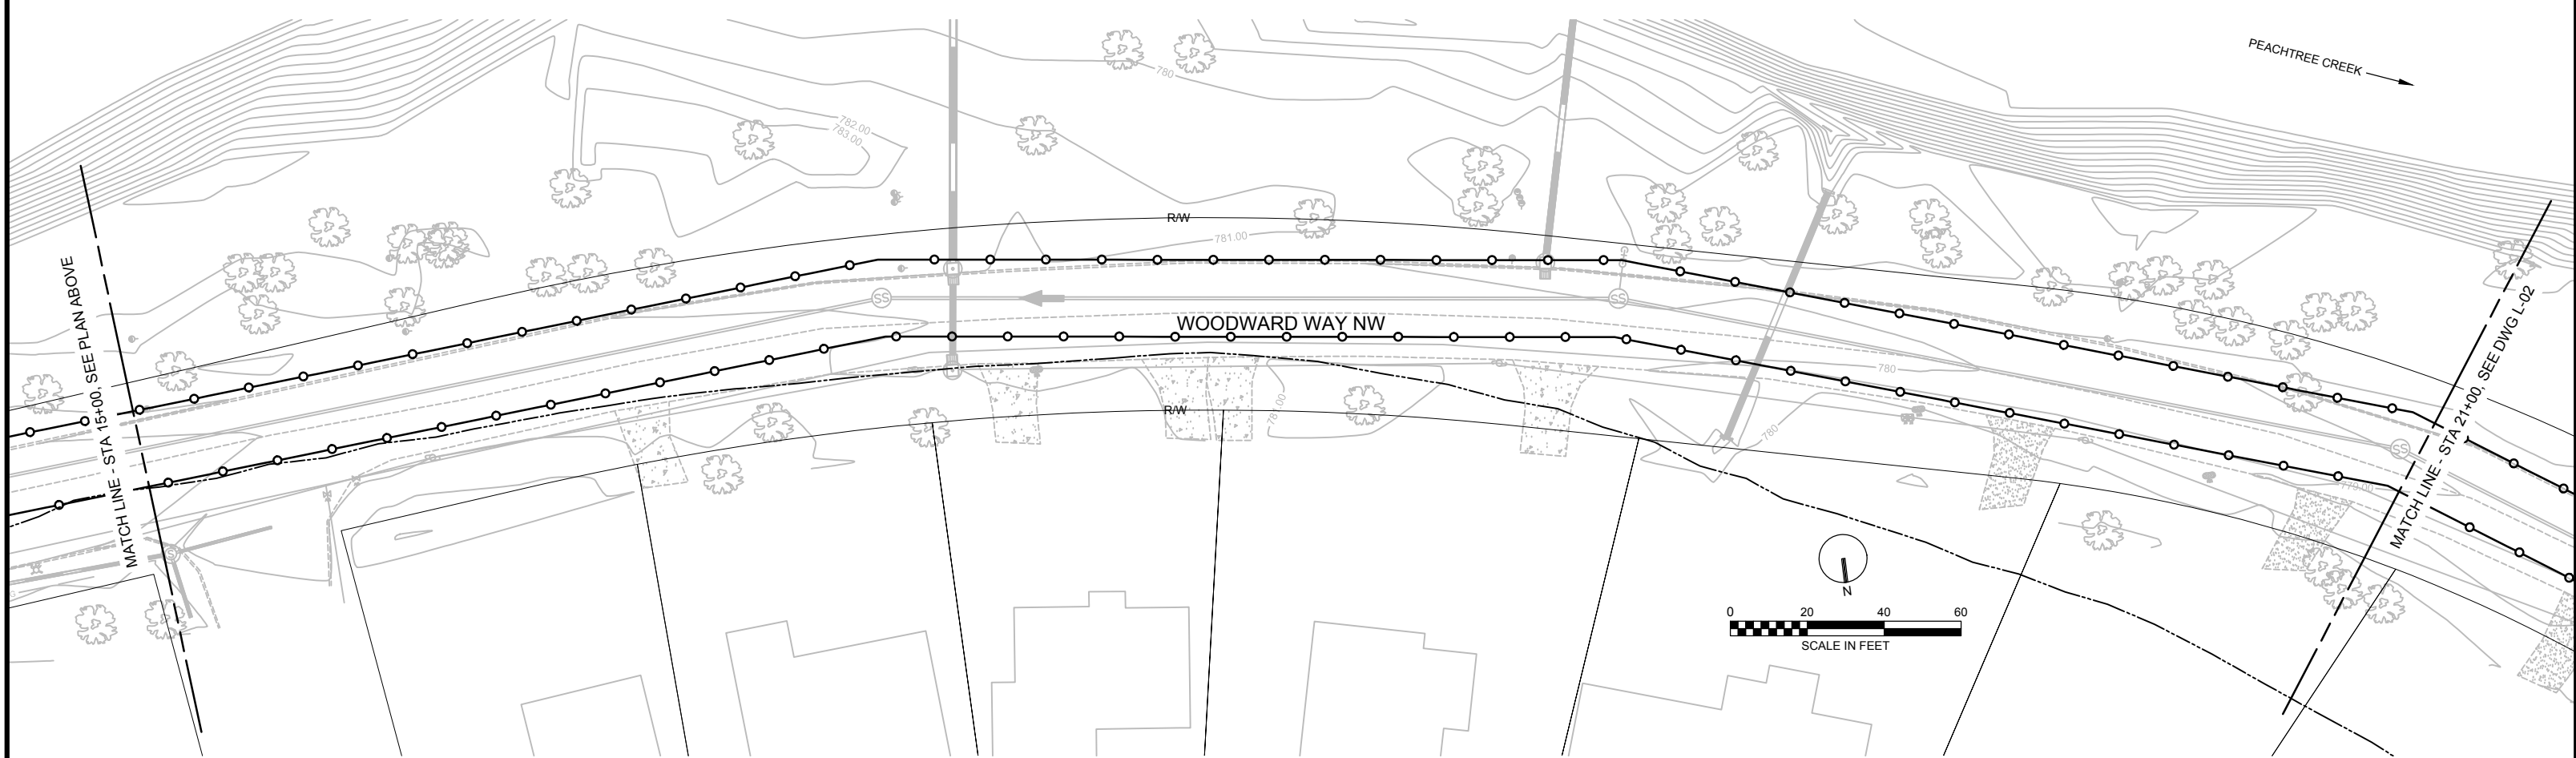 PEACHTREE CREEK
780
782.00
783.00
R/W
781.00
MATCH LINE - STA 15+00, SEE PLAN ABOVE
SS
SS
WOODWARD WAY NW
MATCH LINE - STA 21+00, SEE DWG L-02
780
R/W
781.00
780
SS
779.00
S
N
0 20 40 60
SCALE IN FEET